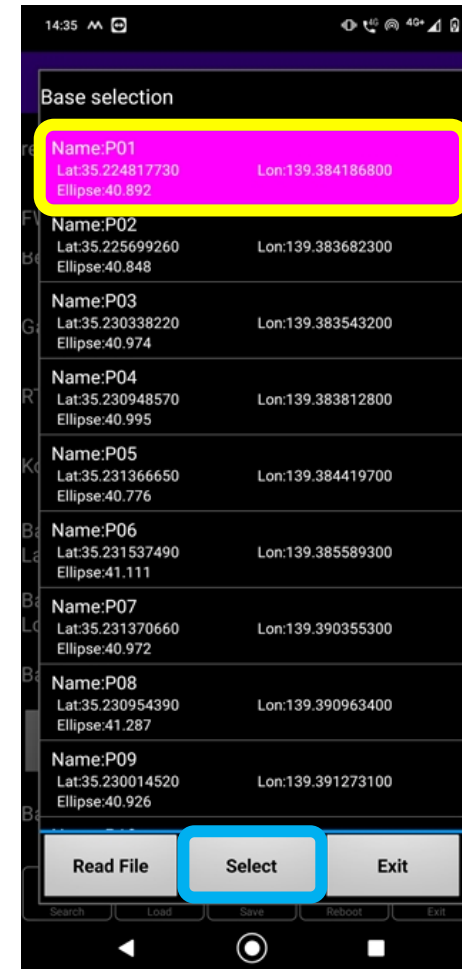 14:35
4G 4G+
Base selection
Name:P01
Lat:35.224817730 Lon:139.384186800
Ellipse:40.892
Name:P02
Lat:35.225699260 Lon:139.383682300
Ellipse:40.848
Name:P03
Lat:35.230338220 Lon:139.383543200
Ellipse:40.974
Name:P04
Lat:35.230948570 Lon:139.383812800
Ellipse:40.995
Name:P05
Lat:35.231366650 Lon:139.384419700
Ellipse:40.776
Name:P06
Lat:35.231537490 Lon:139.385589300
Ellipse:41.111
Name:P07
Lat:35.231370660 Lon:139.390355300
Ellipse:40.972
Name:P08
Lat:35.230954390 Lon:139.390963400
Ellipse:41.287
Name:P09
Lat:35.230014520 Lon:139.391273100
Ellipse:40.926
Read File Select Exit
Search Load Save Reboot Exit